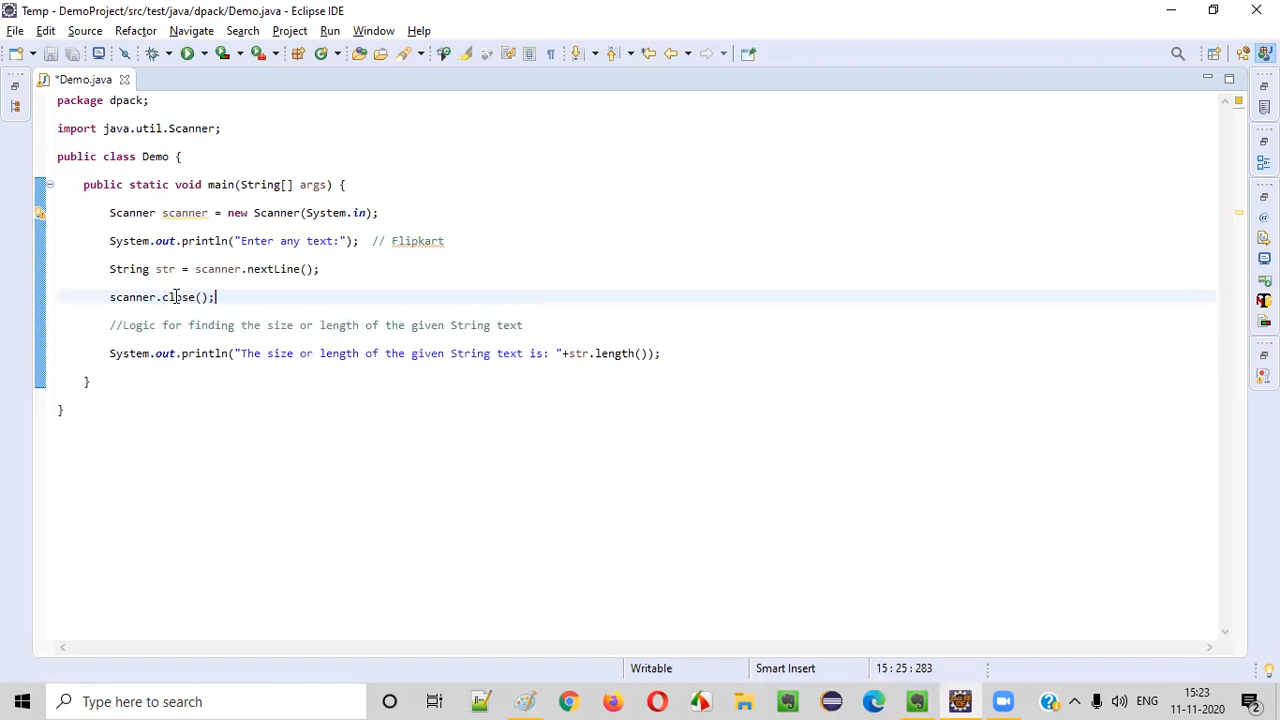 Temp - DemoProject/src/test/java/dpack/Demo.java - Eclipse IDE
File Edit Source Refactor Navigate Search Project Run Window Help
*Demo.java
package dpack;
import java.util.Scanner;
public class Demo {
public static void main(String[] args) {
Scanner scanner = new Scanner(System.in);
System.out.println("Enter any text:"); // Flipkart
String str = scanner.nextLine();
scanner.close();
//Logic for finding the size or length of the given String text
System.out.println("The size or length of the given String text is: "+str.length());
}
}
Writable Smart Insert 15 : 25 : 283
Type here to search
ENG
15:23
11-11-2020
2